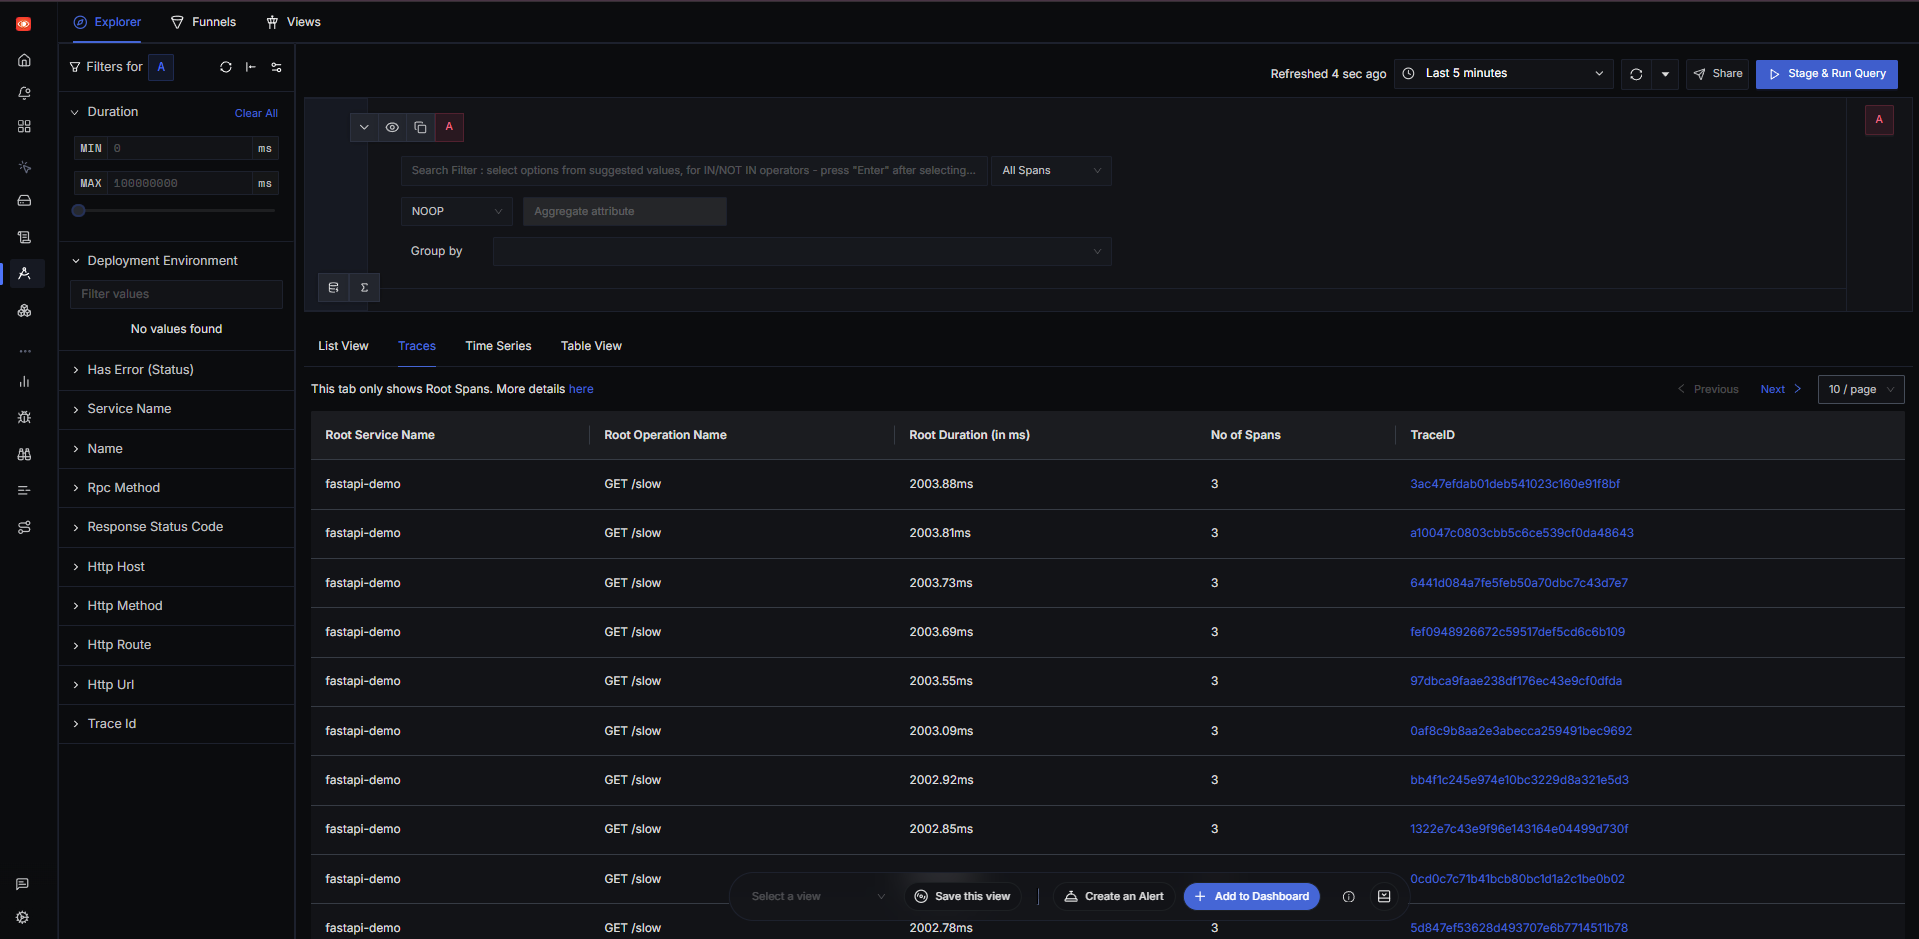 Explorer
Funnels
Views
Filters for A
Refreshed 4 sec ago
Last 5 minutes
Share
Stage & Run Query
Duration
Clear All
MIN 0 ms
MAX 100000000 ms
Deployment Environment
Filter values
No values found
Has Error (Status)
Service Name
Name
Rpc Method
Response Status Code
Http Host
Http Method
Http Route
Http Url
Trace Id
A
A
Search Filter : select options from suggested values, for IN/NOT IN operators - press "Enter" after selecting...
All Spans
NOOP
Aggregate attribute
Group by
List View
Traces
Time Series
Table View
This tab only shows Root Spans. More details here
Previous
Next
10 / page
Root Service Name Root Operation Name Root Duration (in ms) No of Spans TraceID
fastapi-demo GET /slow 2003.88ms 3 3ac47efdab01deb541023c160e91f8bf
fastapi-demo GET /slow 2003.81ms 3 a10047c0803cbb5c6ce539cf0da48643
fastapi-demo GET /slow 2003.73ms 3 6441d084a7fe5feb50a70dbc7c43d7e7
fastapi-demo GET /slow 2003.69ms 3 fef0948926672c59517def5cd6c6b109
fastapi-demo GET /slow 2003.55ms 3 97dbca9faae238df176ec43e9cf0dfda
fastapi-demo GET /slow 2003.09ms 3 0af8c9b8aa2e3abecca259491bec9692
fastapi-demo GET /slow 2002.92ms 3 bb4f1c245e974e10bc3229d8a321e5d3
fastapi-demo GET /slow 2002.85ms 3 1322e7c43e9f96e143164e04499d730f
fastapi-demo GET /slow 0cd0c7c71b41bcb80bc1d1a2c1be0b02
Select a view
Save this view
Create an Alert
Add to Dashboard
fastapi-demo GET /slow 2002.78ms 3 5d847ef53628d493707e6b7714511b78